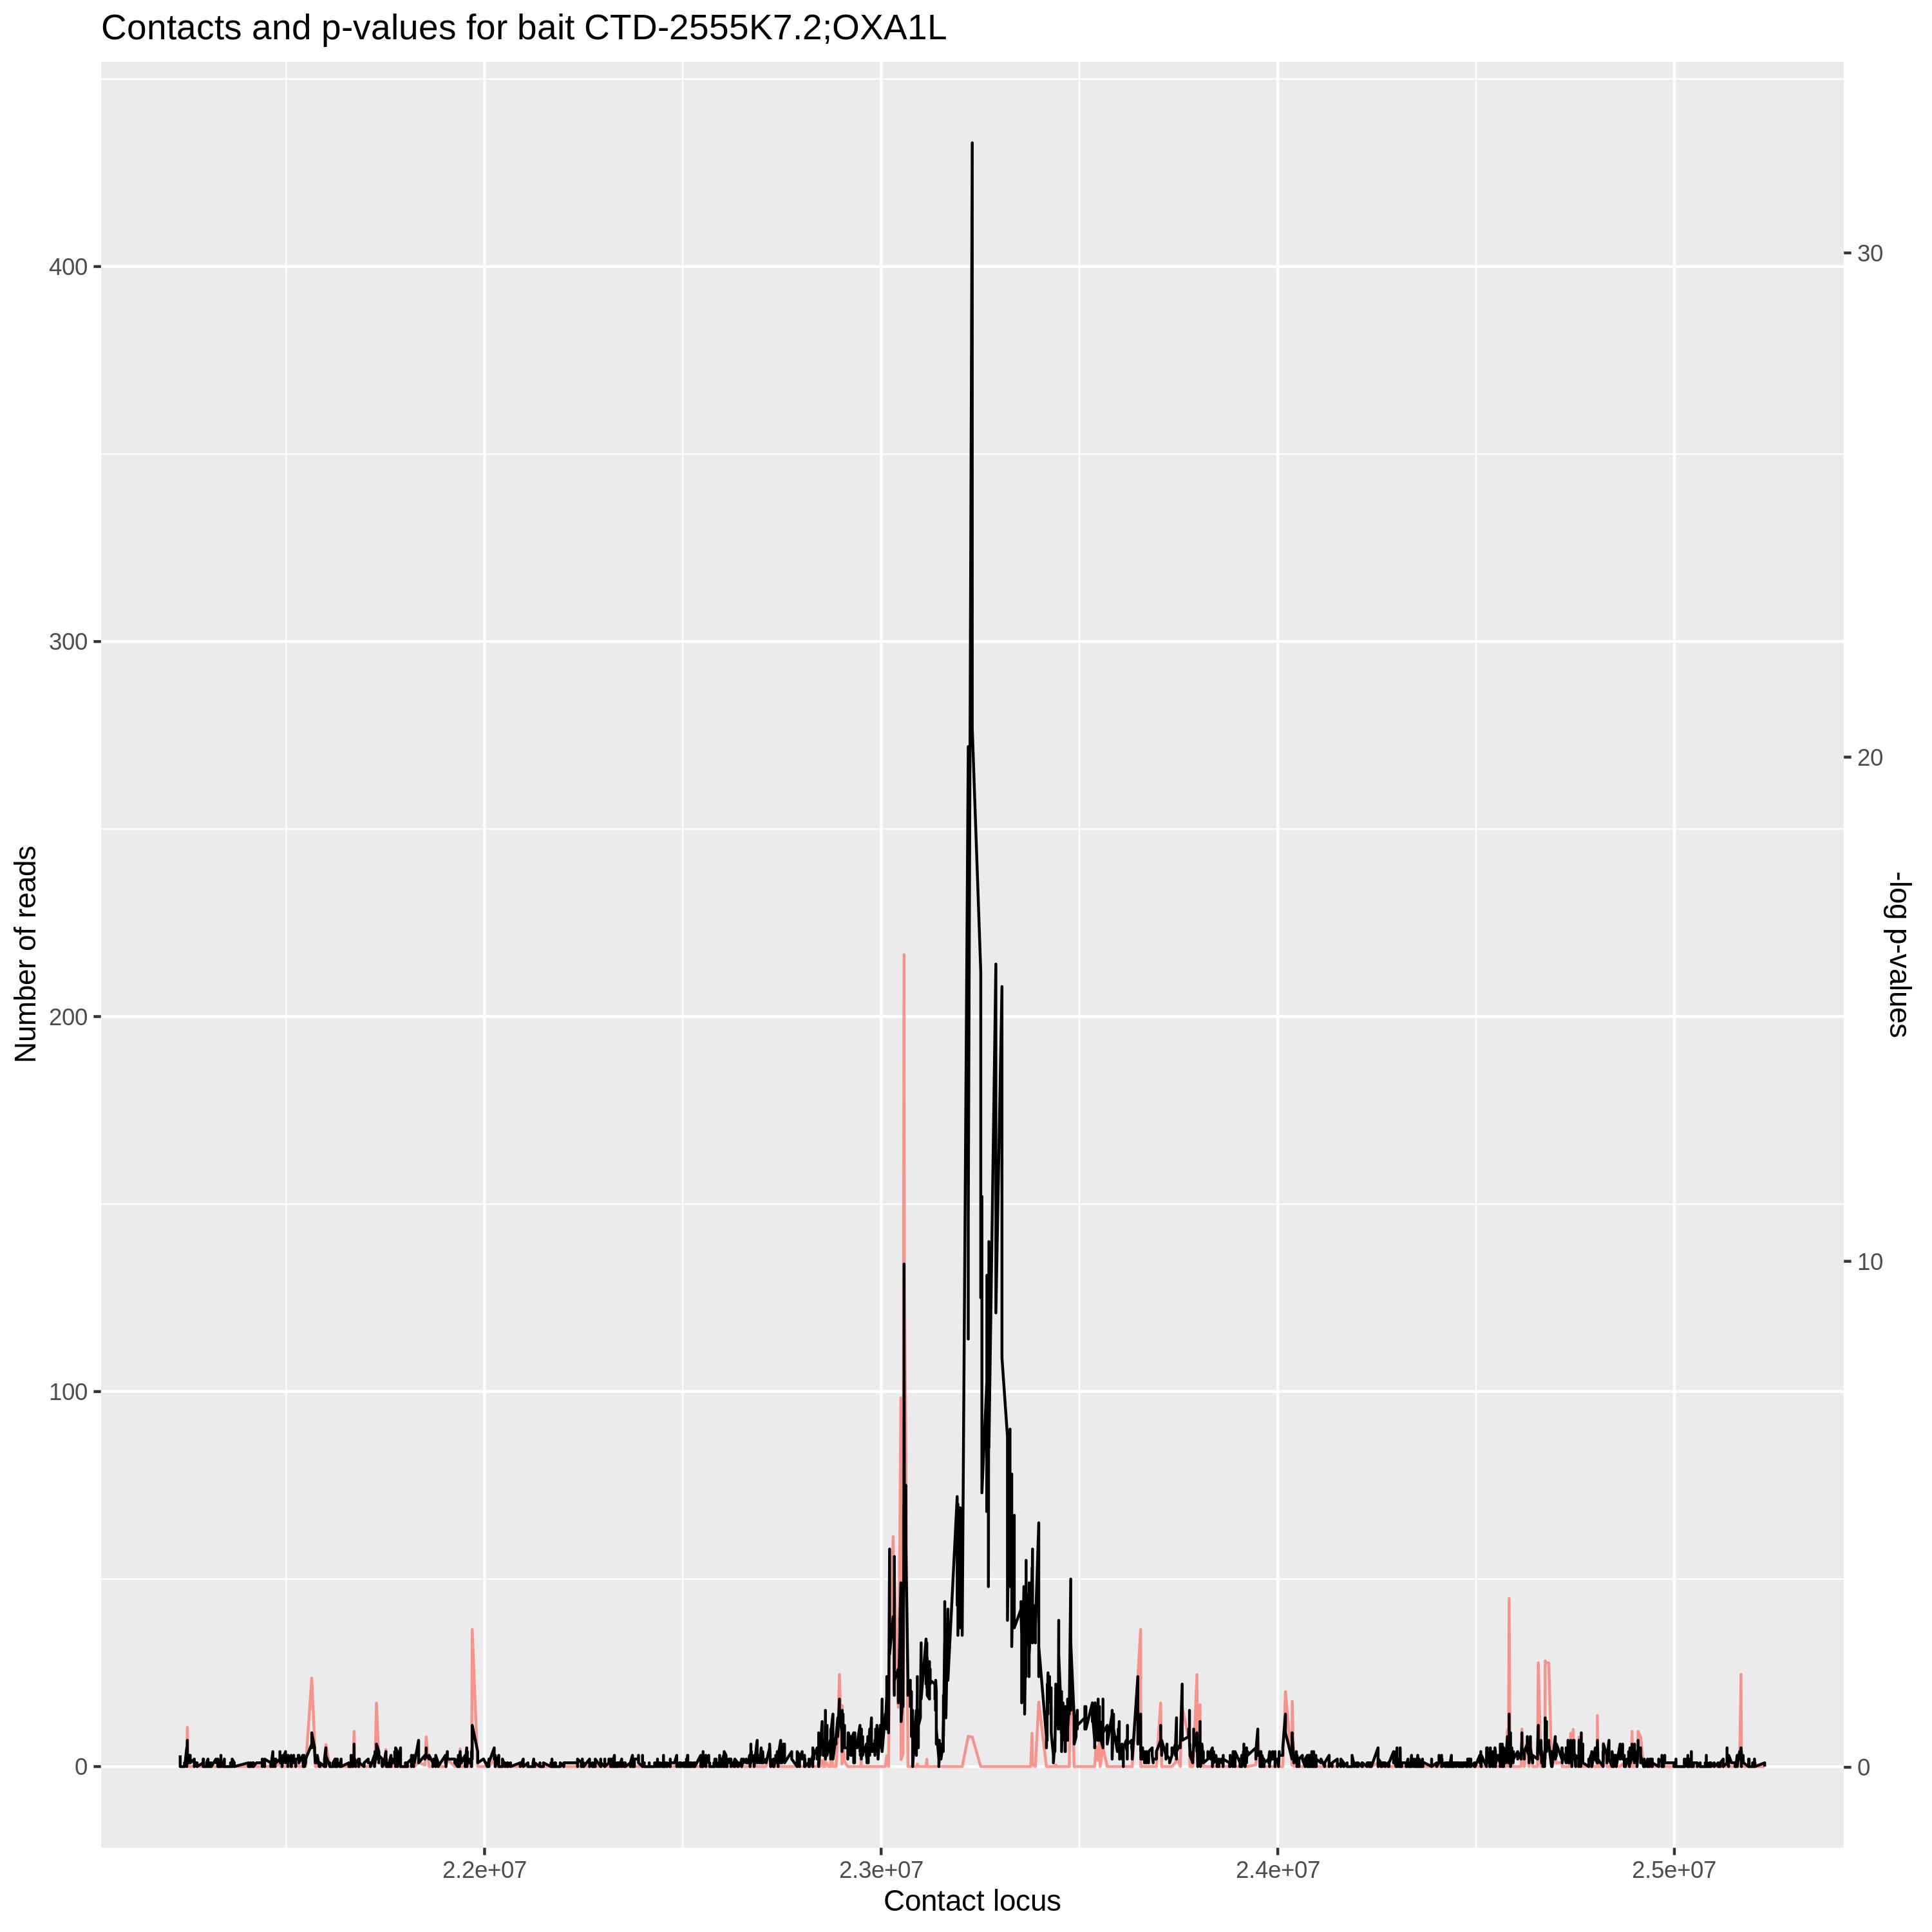 Contacts and p-values for bait CTD-2555K7.2;OXA1L
400
300
200
100
0
Number of reads
30
20
10
0
-log p-values
2.2e+07
2.3e+07
2.4e+07
2.5e+07
Contact locus